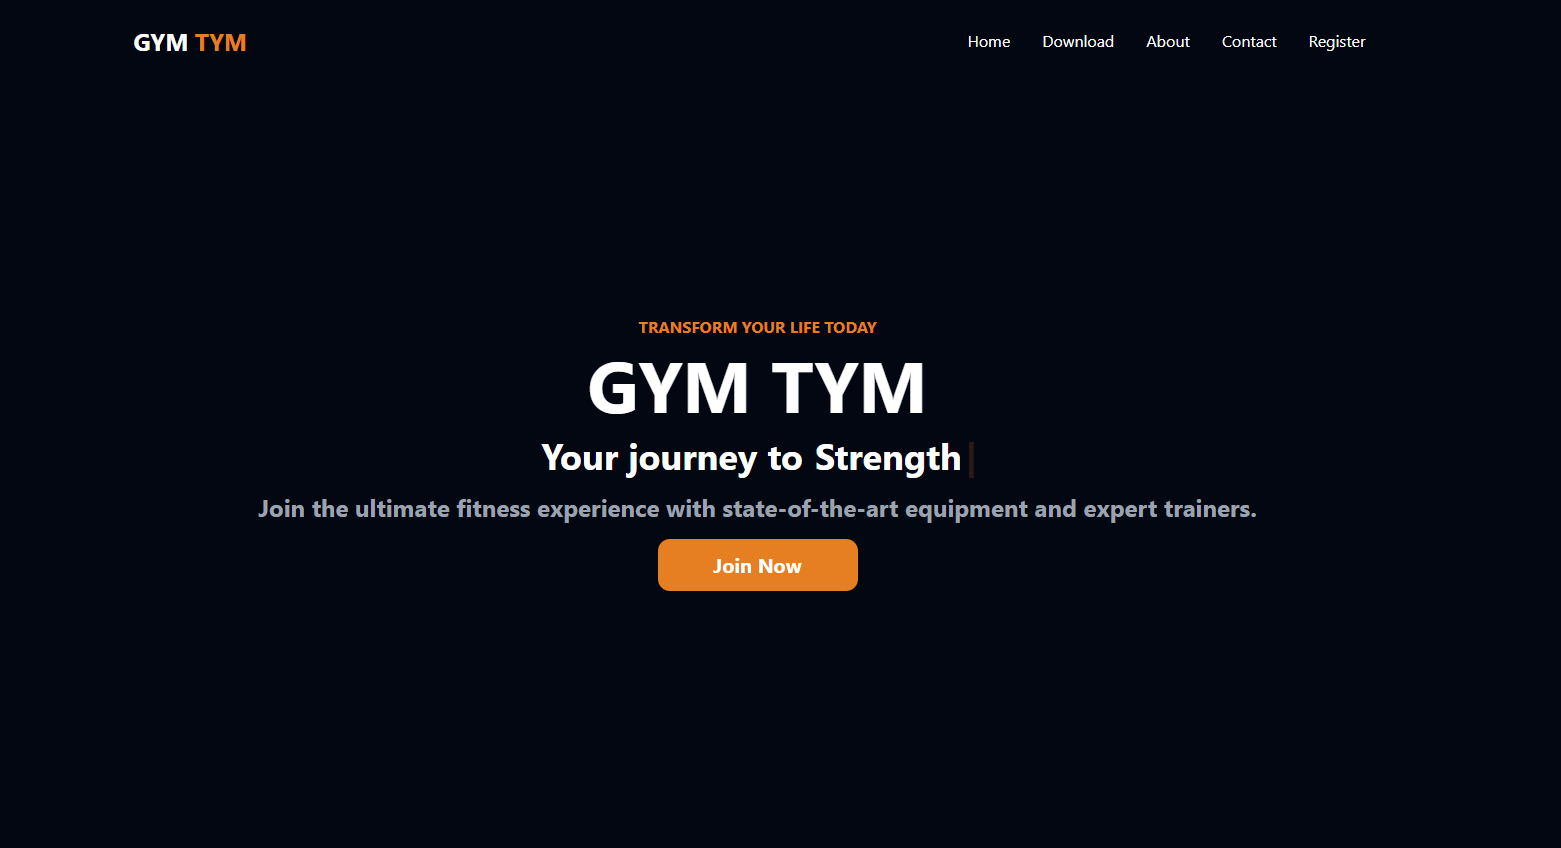 GYM TYM
Home Download About Contact Register
TRANSFORM YOUR LIFE TODAY
GYM TYM
Your journey to Strength
Join the ultimate fitness experience with state-of-the-art equipment and expert trainers.
Join Now